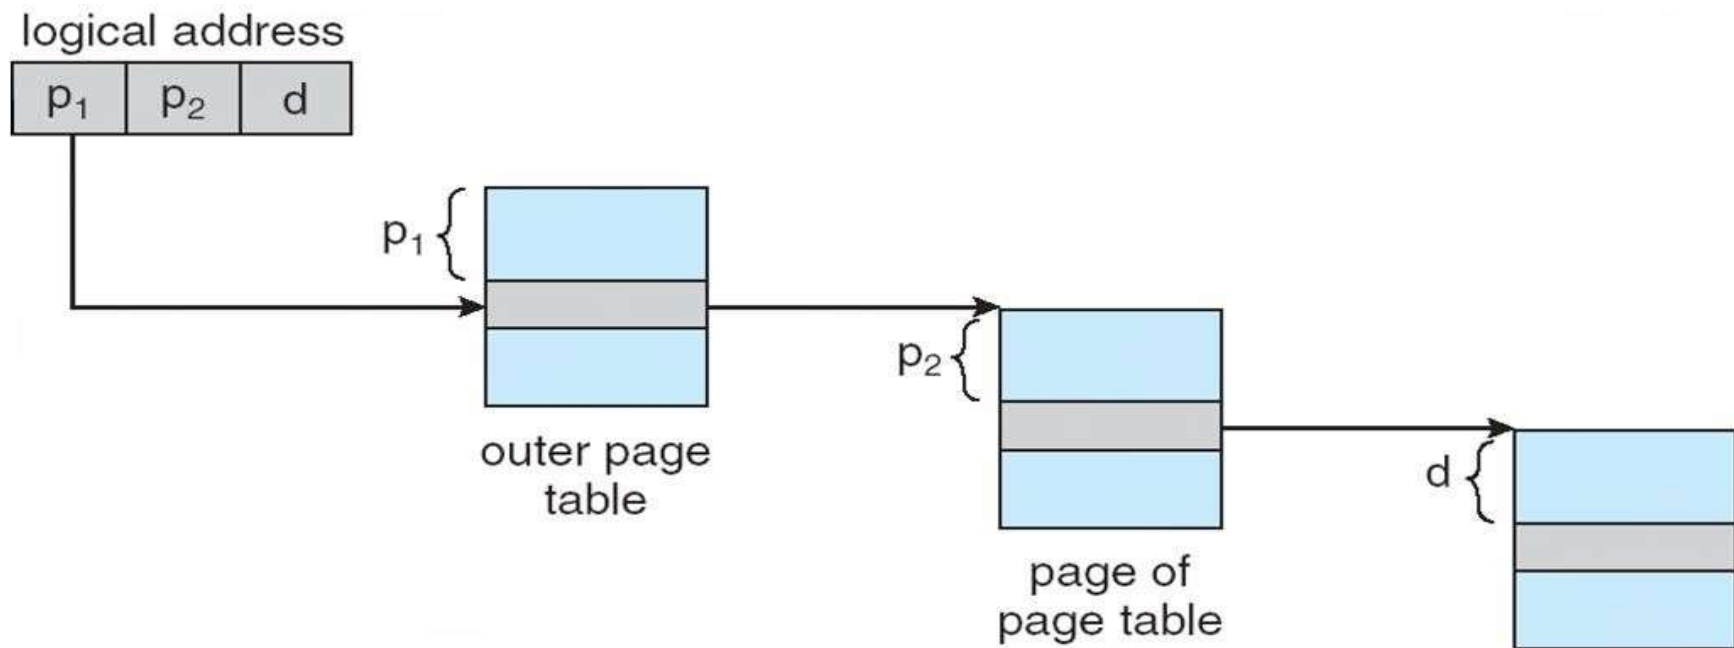 logical address
p₁ p₂ d
p₁
outer page
table
p₂
page of
page table
d